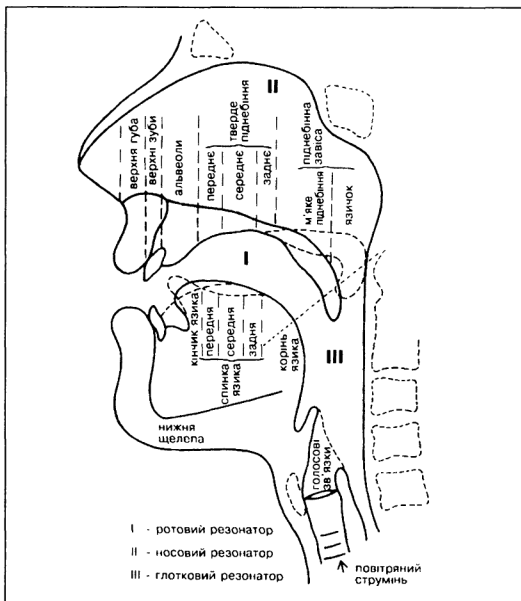 II
верхня губа
верхні зуби
альвеоли
тверде
піднебіння
переднє
середнє
заднє
піднебінна
завіса
м'яке
піднебіння
язичок
I
кінчик язика
передня
середня
задня
спинка
язика
корінь
язика
III
нижня
щелепа
голосові
зв'язки
I - ротовий резонатор
II - носовий резонатор
III - глотковий резонатор
повітряний
струмінь